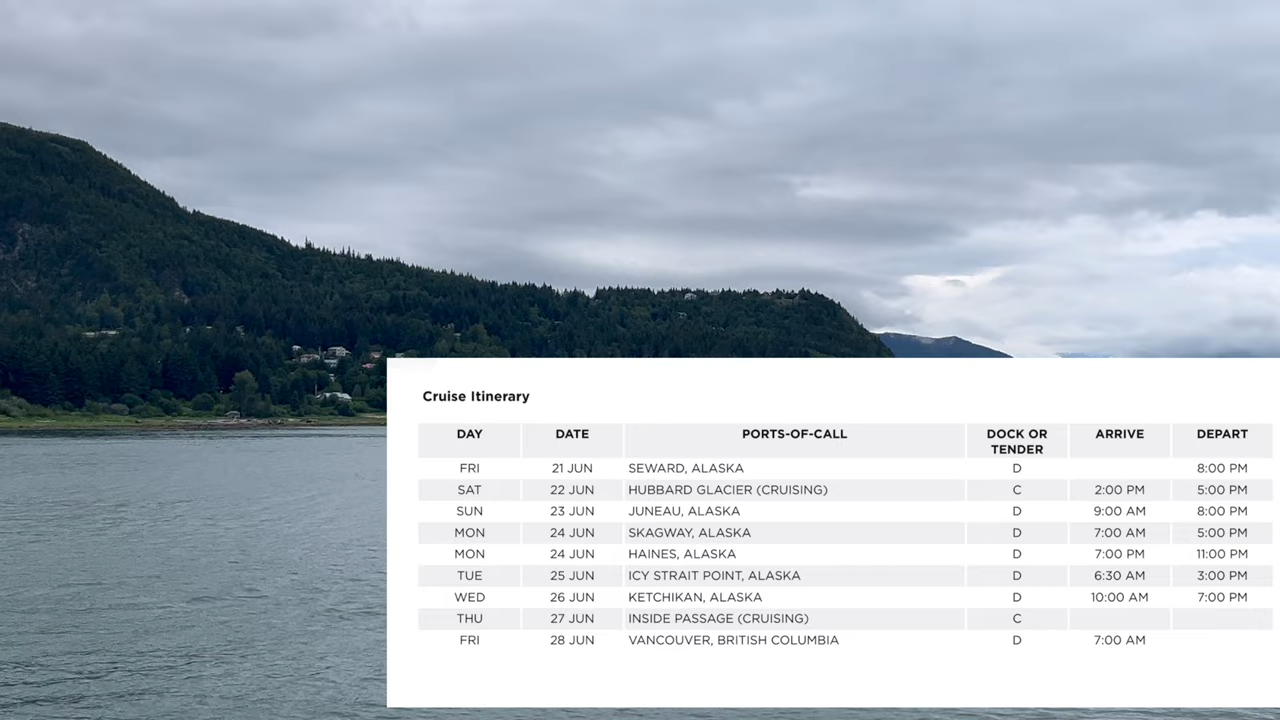 Cruise Itinerary
DAY DATE PORTS-OF-CALL DOCK OR TENDER ARRIVE DEPART
FRI 21 JUN SEWARD, ALASKA D 8:00 PM
SAT 22 JUN HUBBARD GLACIER (CRUISING) C 2:00 PM 5:00 PM
SUN 23 JUN JUNEAU, ALASKA D 9:00 AM 8:00 PM
MON 24 JUN SKAGWAY, ALASKA D 7:00 AM 5:00 PM
MON 24 JUN HAINES, ALASKA D 7:00 PM 11:00 PM
TUE 25 JUN ICY STRAIT POINT, ALASKA D 6:30 AM 3:00 PM
WED 26 JUN KETCHIKAN, ALASKA D 10:00 AM 7:00 PM
THU 27 JUN INSIDE PASSAGE (CRUISING) C
FRI 28 JUN VANCOUVER, BRITISH COLUMBIA D 7:00 AM